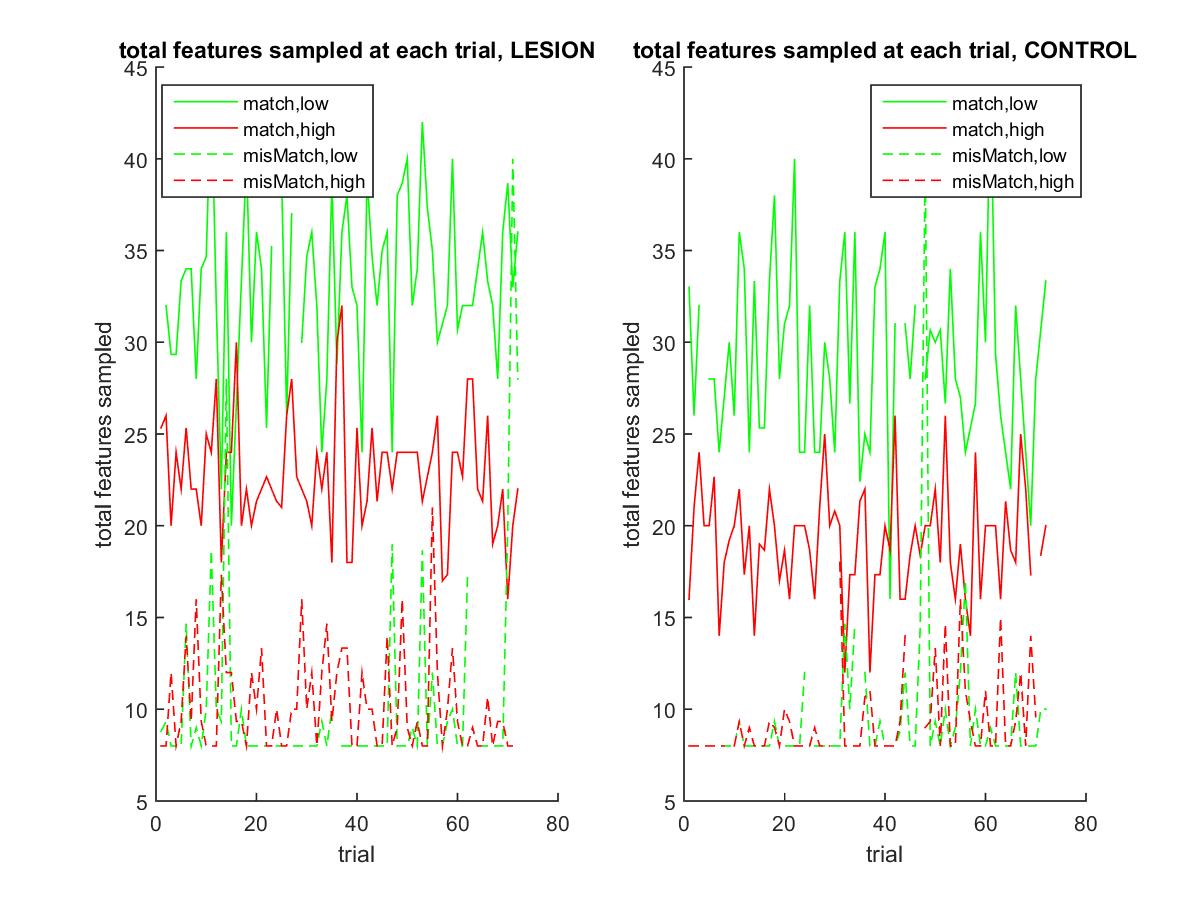 total features sampled at each trial, LESION
45
40
35
30
25
20
15
10
5
0
20
40
60
80
trial
total features sampled
match,low
match,high
misMatch,low
misMatch,high
total features sampled at each trial, CONTROL
45
40
35
30
25
20
15
10
5
0
20
40
60
80
trial
total features sampled
match,low
match,high
misMatch,low
misMatch,high